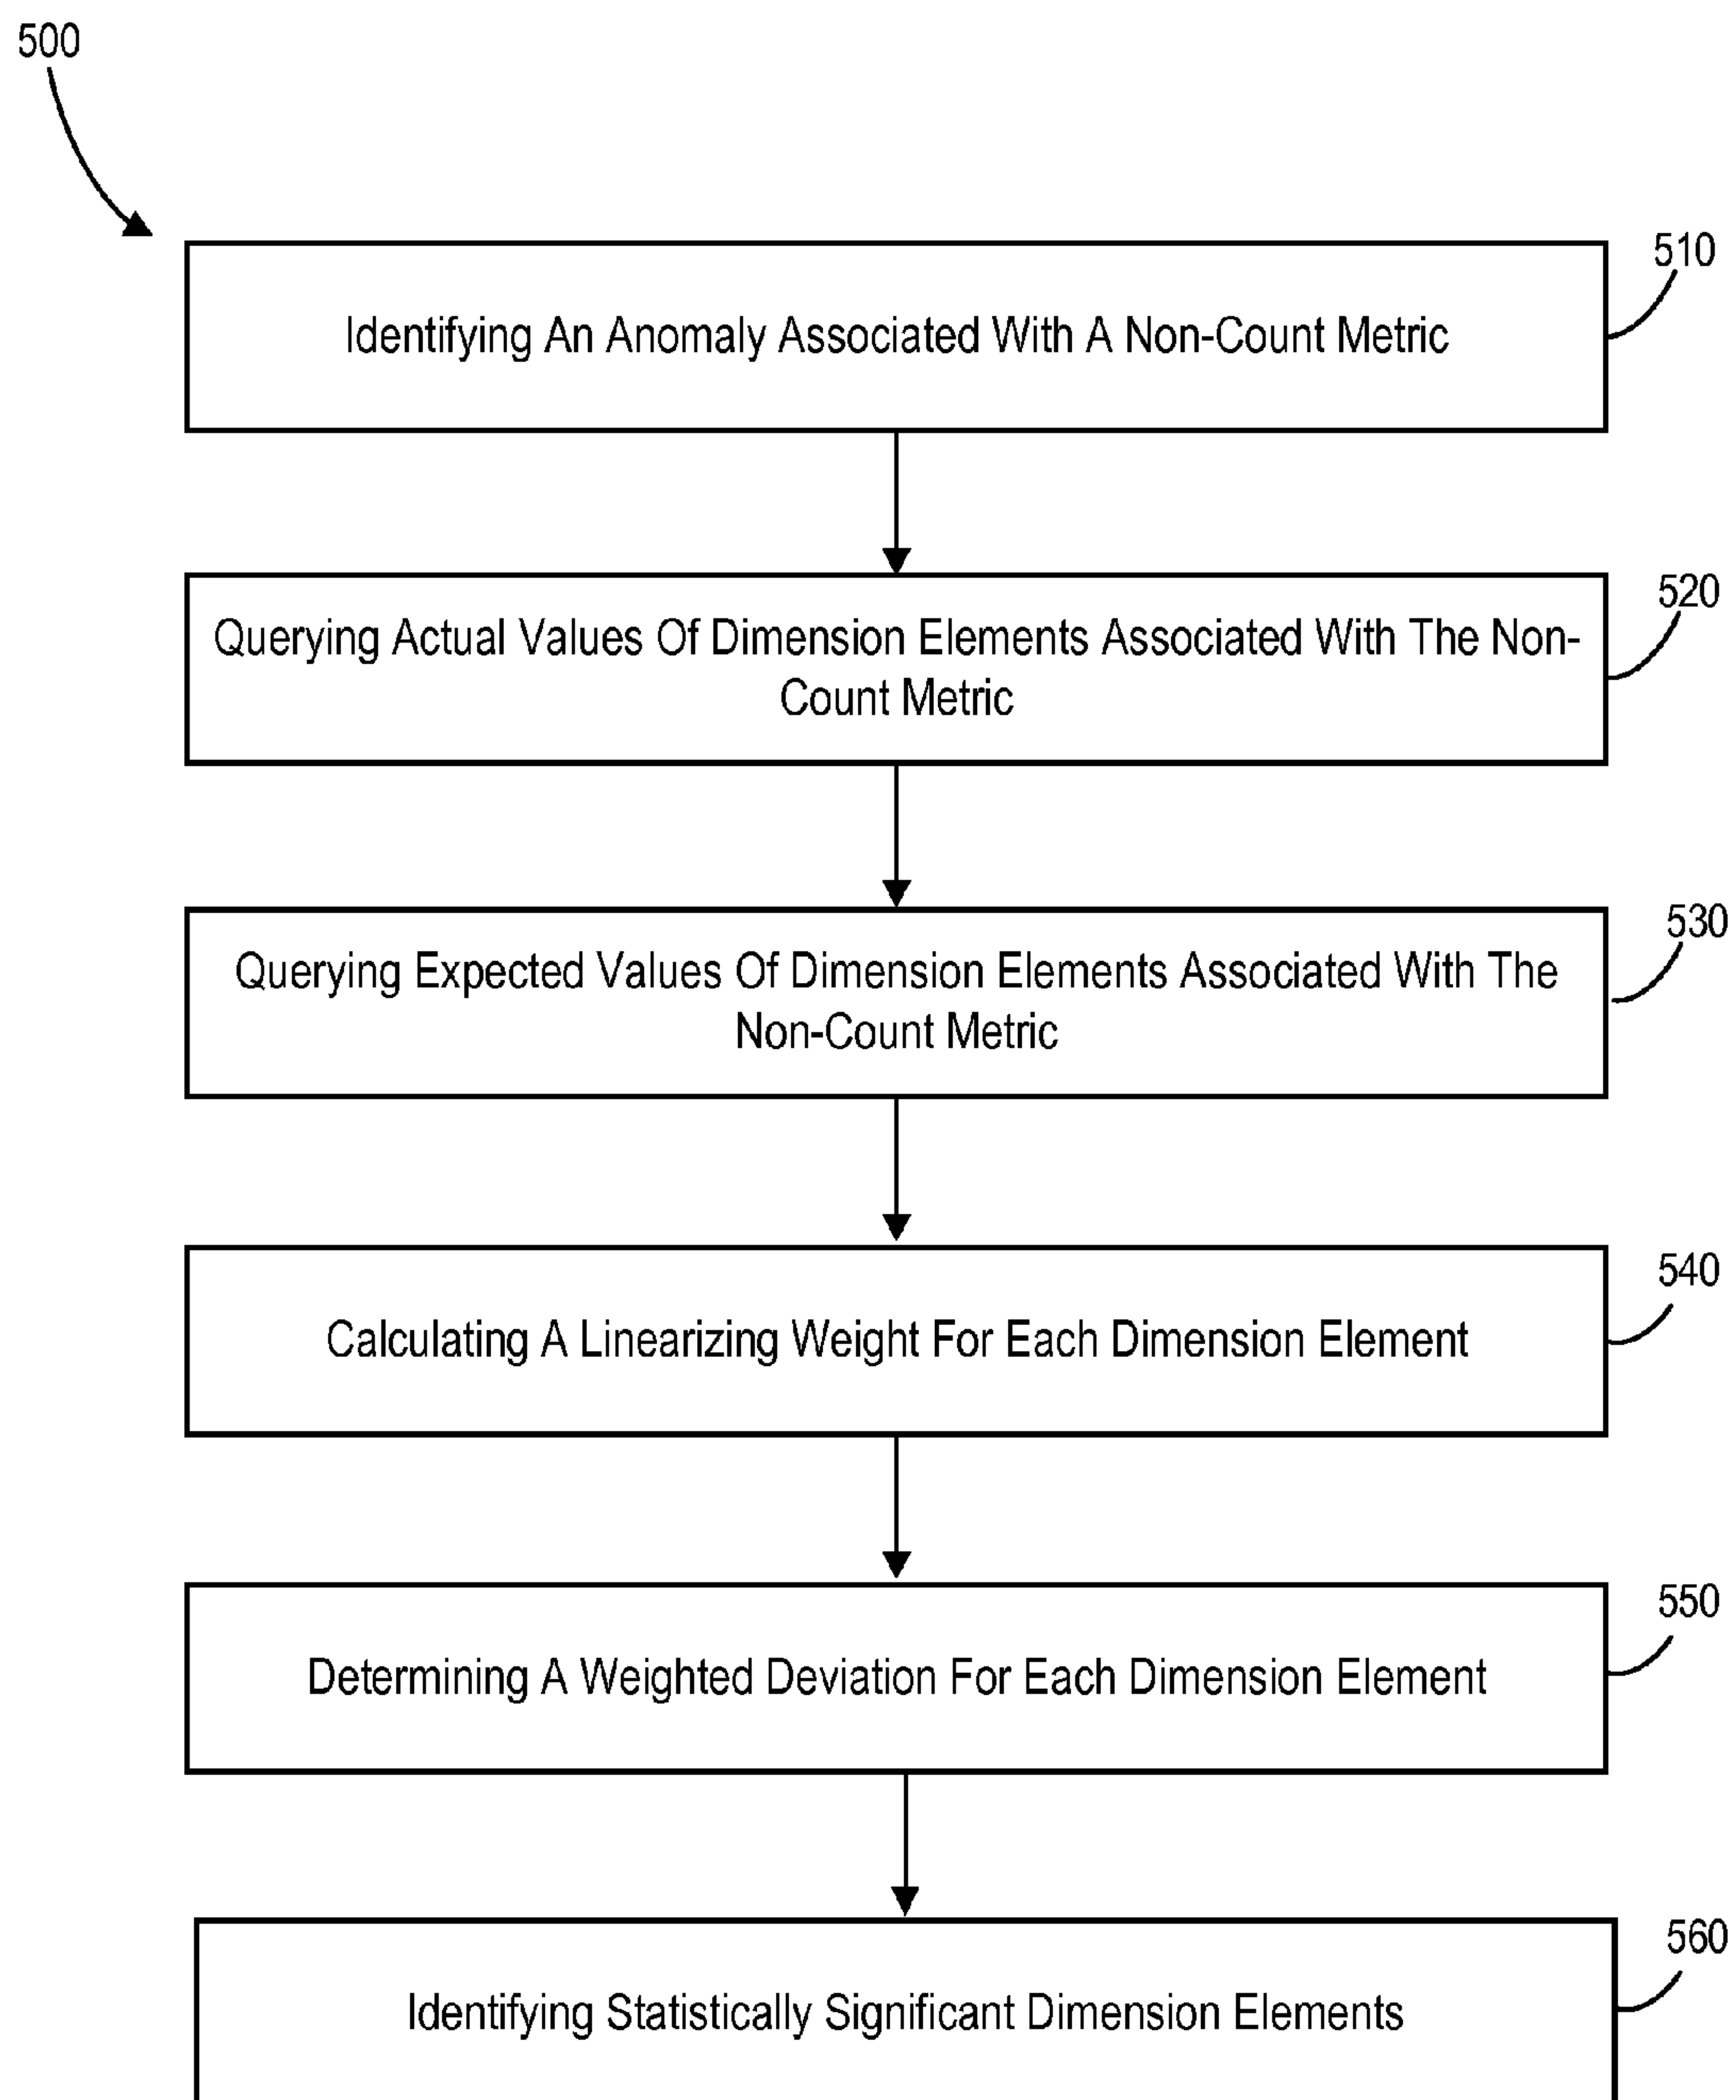 500
510
Identifying An Anomaly Associated With A Non-Count Metric
520
Querying Actual Values Of Dimension Elements Associated With The Non-
Count Metric
530
Querying Expected Values Of Dimension Elements Associated With The
Non-Count Metric
540
Calculating A Linearizing Weight For Each Dimension Element
550
Determining A Weighted Deviation For Each Dimension Element
560
Identifying Statistically Significant Dimension Elements